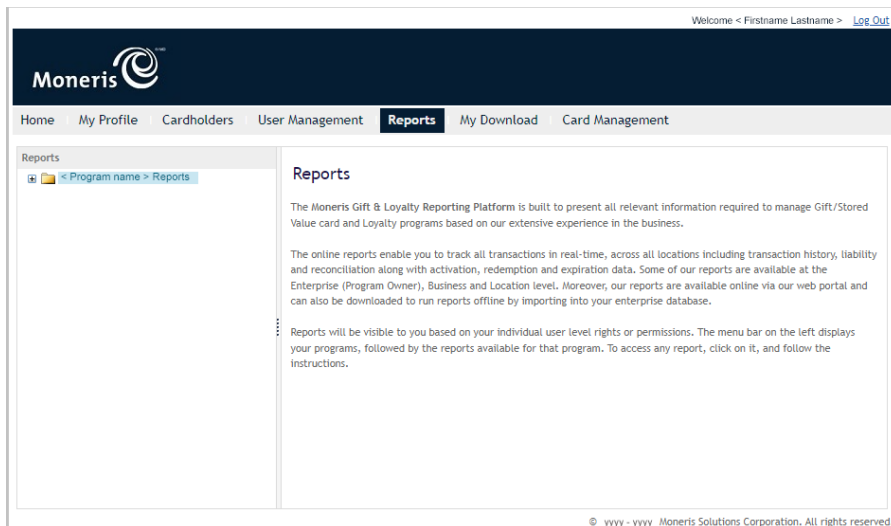 Welcome < Firstname Lastname > Log Out
Moneris
Home My Profile Cardholders User Management Reports My Download Card Management
Reports
< Program name > Reports
Reports
The Moneris Gift & Loyalty Reporting Platform is built to present all relevant information required to manage Gift/Stored
Value card and Loyalty programs based on our extensive experience in the business.
The online reports enable you to track all transactions in real-time, across all locations including transaction history, liability
and reconciliation along with activation, redemption and expiration data. Some of our reports are available at the
Enterprise (Program Owner), Business and Location level. Moreover, our reports are available online via our web portal and
can also be downloaded to run reports offline by importing into your enterprise database.
Reports will be visible to you based on your individual user level rights or permissions. The menu bar on the left displays
your programs, followed by the reports available for that program. To access any report, click on it, and follow the
instructions.
© yyyy - yyyy Moneris Solutions Corporation. All rights reserved